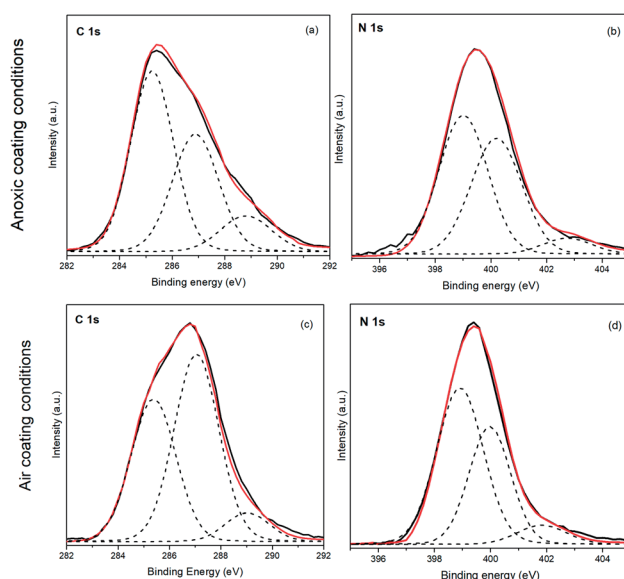 Anoxic coating conditions
C 1s
(a)
Intensity (a.u.)
282 284 286 288 290 292
Binding energy (eV)
N 1s
(b)
Intensity (a.u.)
396 398 400 402 404
Binding energy (eV)
Air coating conditions
C 1s
(c)
Intensity (a.u.)
282 284 286 288 290 292
Binding Energy (eV)
N 1s
(d)
Intensity (a.u.)
396 398 400 402 404
Binding energy (eV)